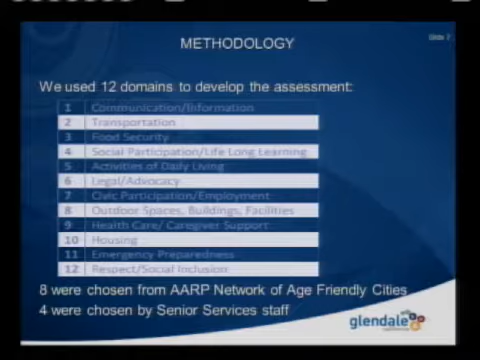 Slide 7
METHODOLOGY
We used 12 domains to develop the assessment:
1 Communication/Information
2 Transportation
3 Food Security
4 Social Participation/Life Long Learning
5 Activities of Daily Living
6 Legal/Advocacy
7 Civic Participation/Employment
8 Outdoor Spaces, Buildings, Facilities
9 Health Care/ Caregiver Support
10 Housing
11 Emergency Preparedness
12 Respect/Social Inclusion
8 were chosen from AARP Network of Age Friendly Cities
4 were chosen by Senior Services staff
glendale